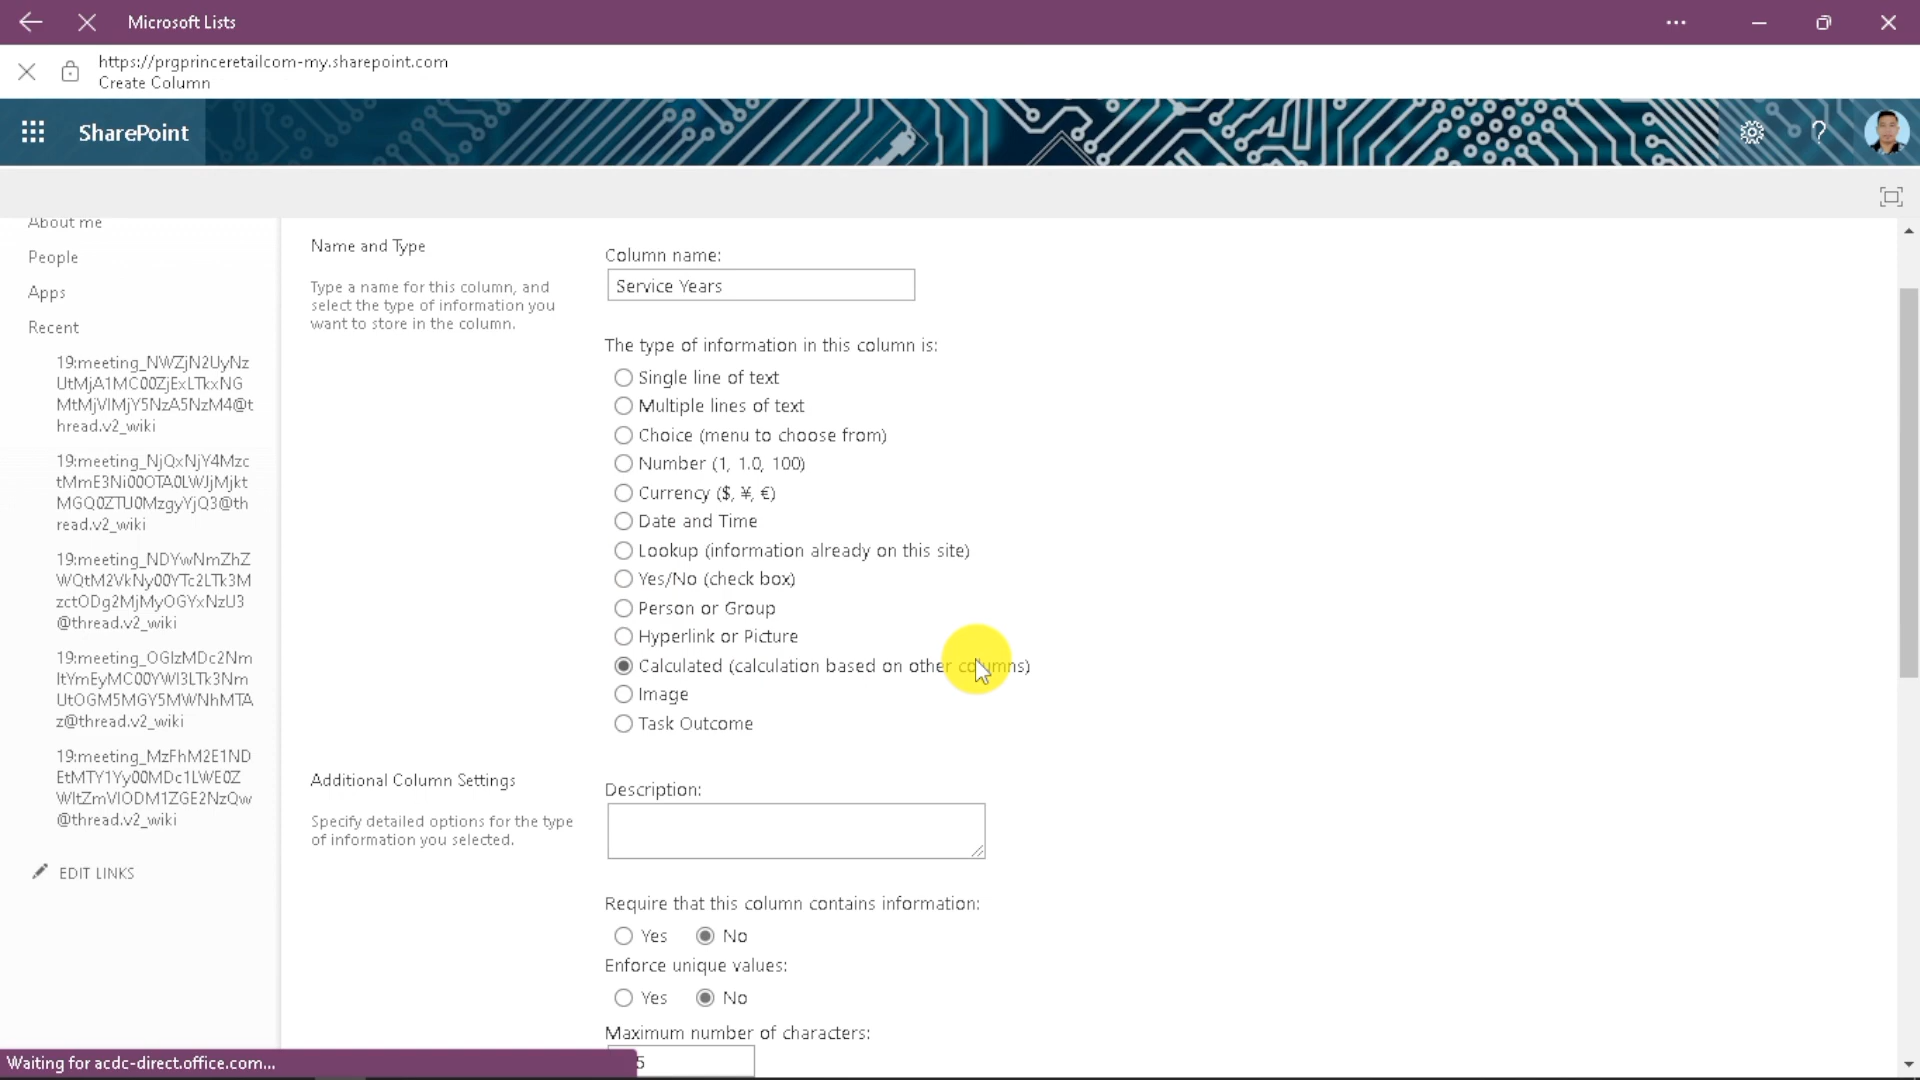 Microsoft Lists
https://prgprinceretailcom-my.sharepoint.com
Create Column
SharePoint
About me
People
Apps
Recent
19:meeting_NWZjN2UyNz
UtMjA1MC00ZjExLTkxNG
MtMjVlMjY5NzA5NzM4@t
hread.v2_wiki
19:meeting_NjQxNjY4Mzc
tMmE3Ni00OTA0LWJjMjkt
MGQ0ZTU0MzgyYjQ3@th
read.v2_wiki
19:meeting_NDYwNmZhZ
WQtM2VkNy00YTc2LTk3M
zctODg2MjMyOGYxNzU3
@thread.v2_wiki
19:meeting_OGIzMDc2Nm
ItYmEyMC00YWI3LTk3Nm
UtOGM5MGY5MWNhMTA
z@thread.v2_wiki
19:meeting_MzFhM2E1ND
EtMTY1Yy00MDc1LWE0Z
WItZmVlODM1ZGE2NzQw
@thread.v2_wiki
EDIT LINKS
Name and Type
Type a name for this column, and
select the type of information you
want to store in the column.
Column name:
Service Years
The type of information in this column is:
Single line of text
Multiple lines of text
Choice (menu to choose from)
Number (1, 1.0, 100)
Currency ($, ¥, €)
Date and Time
Lookup (information already on this site)
Yes/No (check box)
Person or Group
Hyperlink or Picture
Calculated (calculation based on other columns)
Image
Task Outcome
Additional Column Settings
Specify detailed options for the type
of information you selected.
Description:
Require that this column contains information:
Yes No
Enforce unique values:
Yes No
Maximum number of characters:
5
Waiting for acdc-direct.office.com...